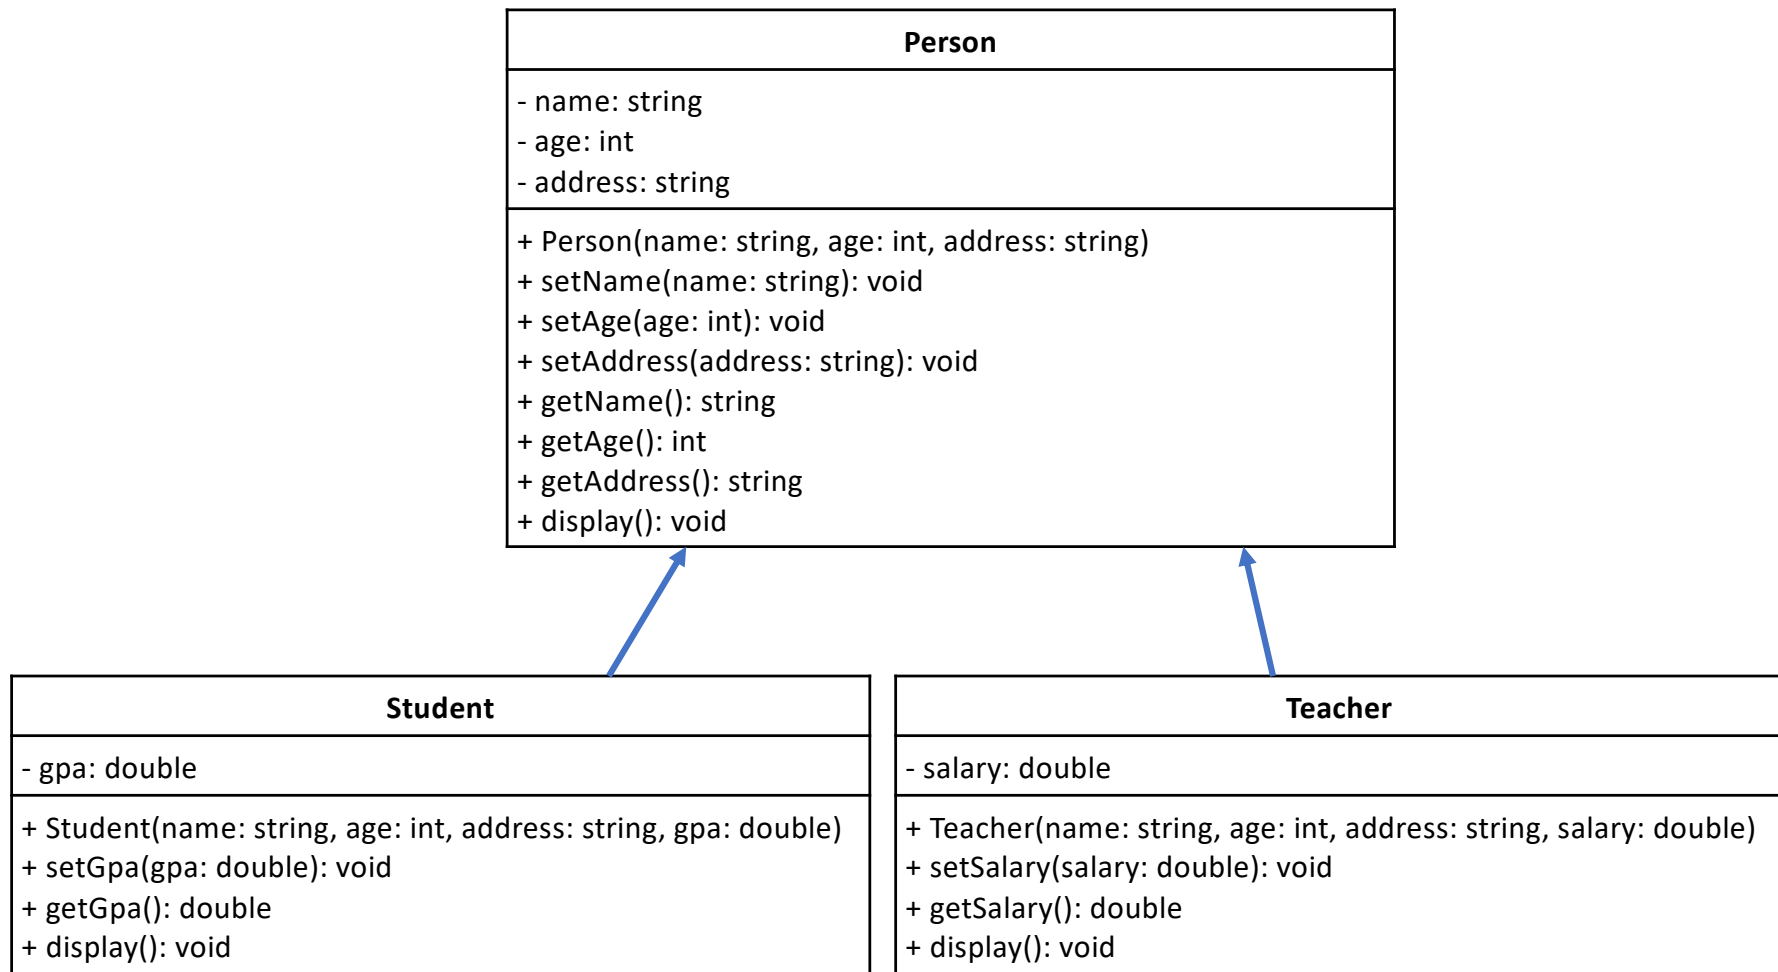 Person
- name: string
- age: int
- address: string
+ Person(name: string, age: int, address: string)
+ setName(name: string): void
+ setAge(age: int): void
+ setAddress(address: string): void
+ getName(): string
+ getAge(): int
+ getAddress(): string
+ display(): void
Student
- gpa: double
+ Student(name: string, age: int, address: string, gpa: double)
+ setGpa(gpa: double): void
+ getGpa(): double
+ display(): void
Teacher
- salary: double
+ Teacher(name: string, age: int, address: string, salary: double)
+ setSalary(salary: double): void
+ getSalary(): double
+ display(): void